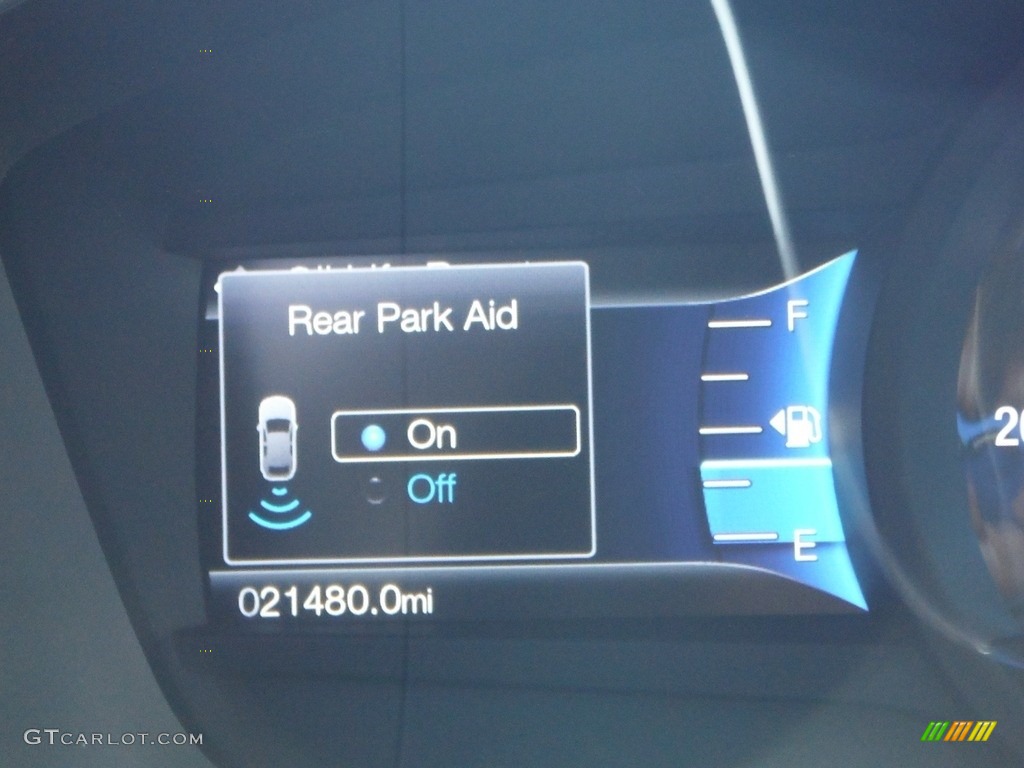 Rear Park Aid
On
Off
F
E
021480.0mi
GTCARLOT.COM